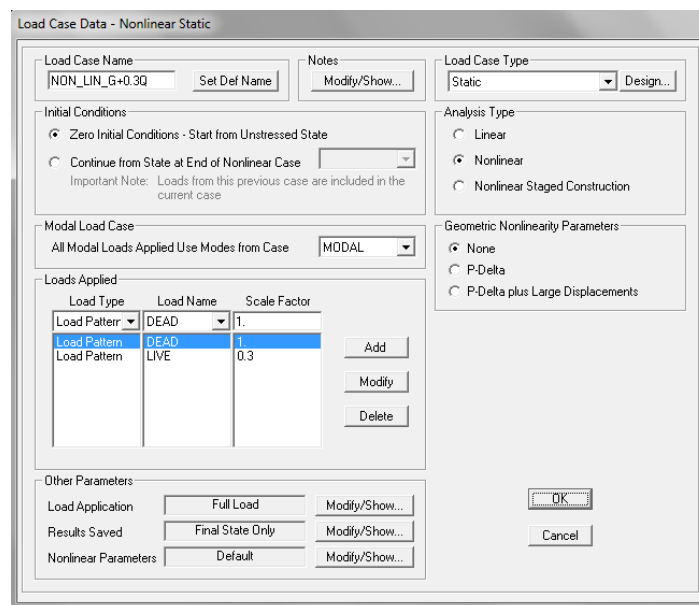 Load Case Data - Nonlinear Static
Load Case Name
NON_LIN_G+0.3Q
Set Def Name
Notes
Modify/Show...
Load Case Type
Static
Design...
Initial Conditions
Zero Initial Conditions - Start from Unstressed State
Continue from State at End of Nonlinear Case
Important Note: Loads from this previous case are included in the
current case
Analysis Type
Linear
Nonlinear
Nonlinear Staged Construction
Modal Load Case
All Modal Loads Applied Use Modes from Case
MODAL
Geometric Nonlinearity Parameters
None
P-Delta
P-Delta plus Large Displacements
Loads Applied
Load Type Load Name Scale Factor
Load Pattern DEAD 1.
Load Pattern DEAD 1.
Load Pattern LIVE 0.3
Add
Modify
Delete
Other Parameters
Load Application Full Load Modify/Show...
Results Saved Final State Only Modify/Show...
Nonlinear Parameters Default Modify/Show...
OK
Cancel